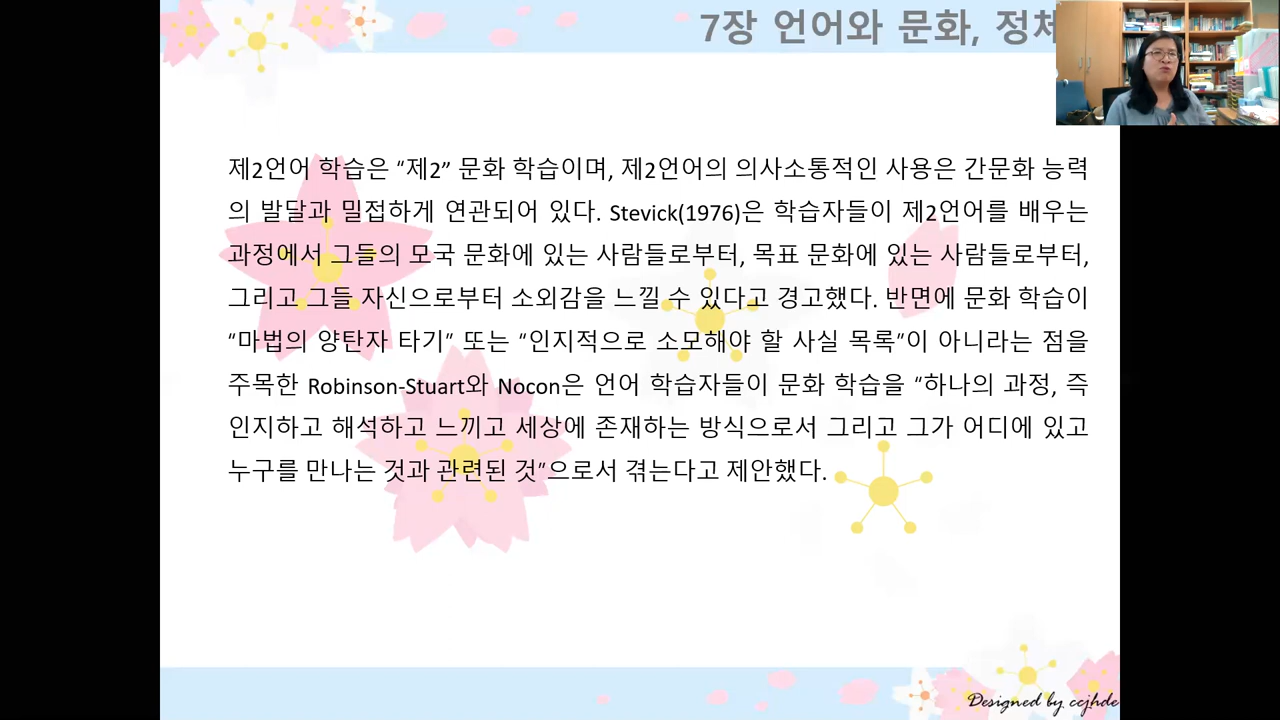 7장 언어와 문화, 정체
제2언어 학습은 “제2” 문화 학습이며, 제2언어의 의사소통적인 사용은 간문화 능력
의 발달과 밀접하게 연관되어 있다. Stevick(1976)은 학습자들이 제2언어를 배우는
과정에서 그들의 모국 문화에 있는 사람들로부터, 목표 문화에 있는 사람들로부터,
그리고 그들 자신으로부터 소외감을 느낄 수 있다고 경고했다. 반면에 문화 학습이
“마법의 양탄자 타기” 또는 “인지적으로 소모해야 할 사실 목록”이 아니라는 점을
주목한 Robinson-Stuart와 Nocon은 언어 학습자들이 문화 학습을 “하나의 과정, 즉
인지하고 해석하고 느끼고 세상에 존재하는 방식으로서 그리고 그가 어디에 있고
누구를 만나는 것과 관련된 것”으로서 겪는다고 제안했다.
Designed by ccjhde